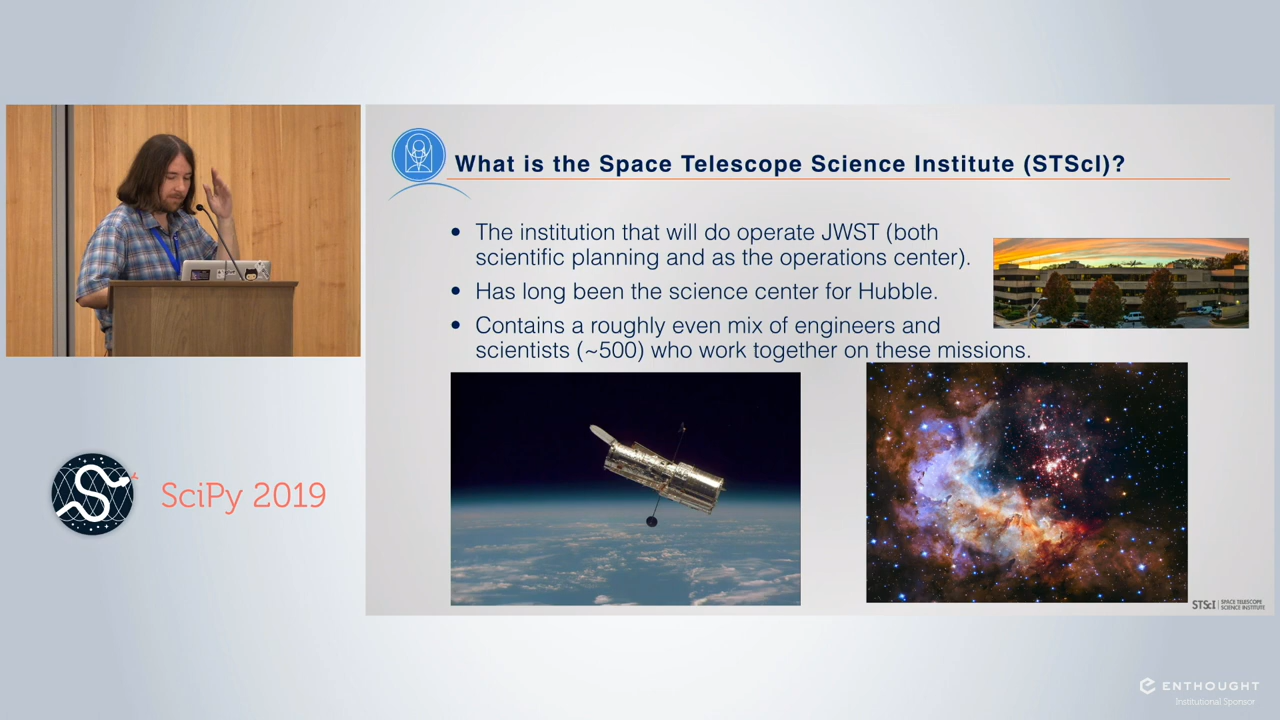 What is the Space Telescope Science Institute (STScI)?
• The institution that will do operate JWST (both
scientific planning and as the operations center).
• Has long been the science center for Hubble.
• Contains a roughly even mix of engineers and
scientists (~500) who work together on these missions.
SciPy 2019
STScI | SPACE TELESCOPE
SCIENCE INSTITUTE
ENTHOUGHT
Institutional Sponsor